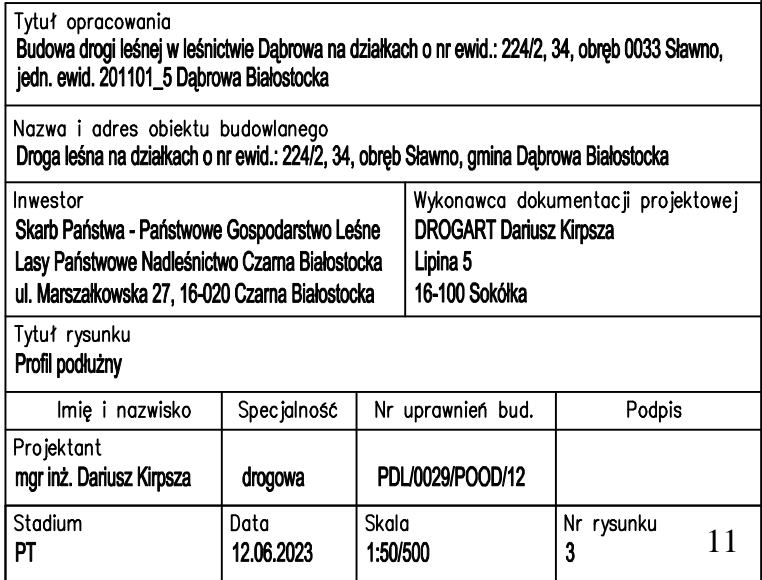 Tytuł opracowania
Budowa drogi leśnej w leśnictwie Dąbrowa na działkach o nr ewid.: 224/2, 34, obręb 0033 Sławno,
jedn. ewid. 201101_5 Dąbrowa Białostocka
Nazwa i adres obiektu budowlanego
Droga leśna na działkach o nr ewid.: 224/2, 34, obręb Sławno, gmina Dąbrowa Białostocka
Inwestor
Skarb Państwa - Państwowe Gospodarstwo Leśne
Lasy Państwowe Nadleśnictwo Czarna Białostocka
ul. Marszałkowska 27, 16-020 Czarna Białostocka
Wykonawca dokumentacji projektowej
DROGART Dariusz Kirpsza
Lipina 5
16-100 Sokółka
Tytuł rysunku
Profil podłużny
Imię i nazwisko Specjalność Nr uprawnień bud. Podpis
Projektant
mgr inż. Dariusz Kirpsza drogowa PDL/0029/POOD/12
Stadium Data Skala Nr rysunku
PT 12.06.2023 1:50/500 3 11